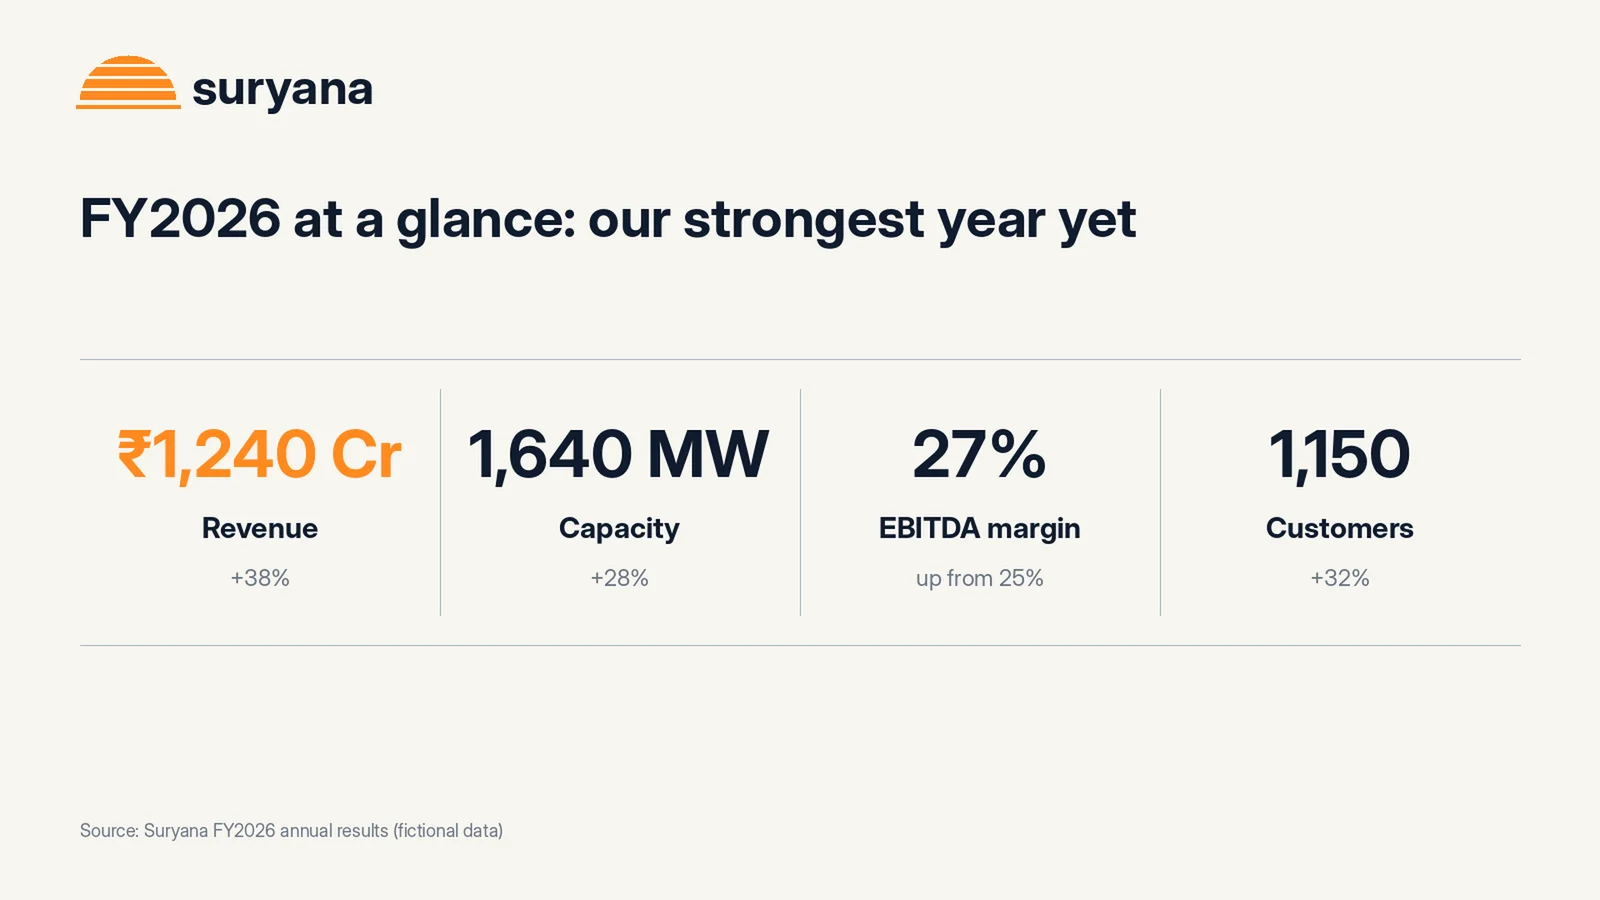 suryana
FY2026 at a glance: our strongest year yet
₹1,240 Cr
Revenue
+38%
1,640 MW
Capacity
+28%
27%
EBITDA margin
up from 25%
1,150
Customers
+32%
Source: Suryana FY2026 annual results (fictional data)